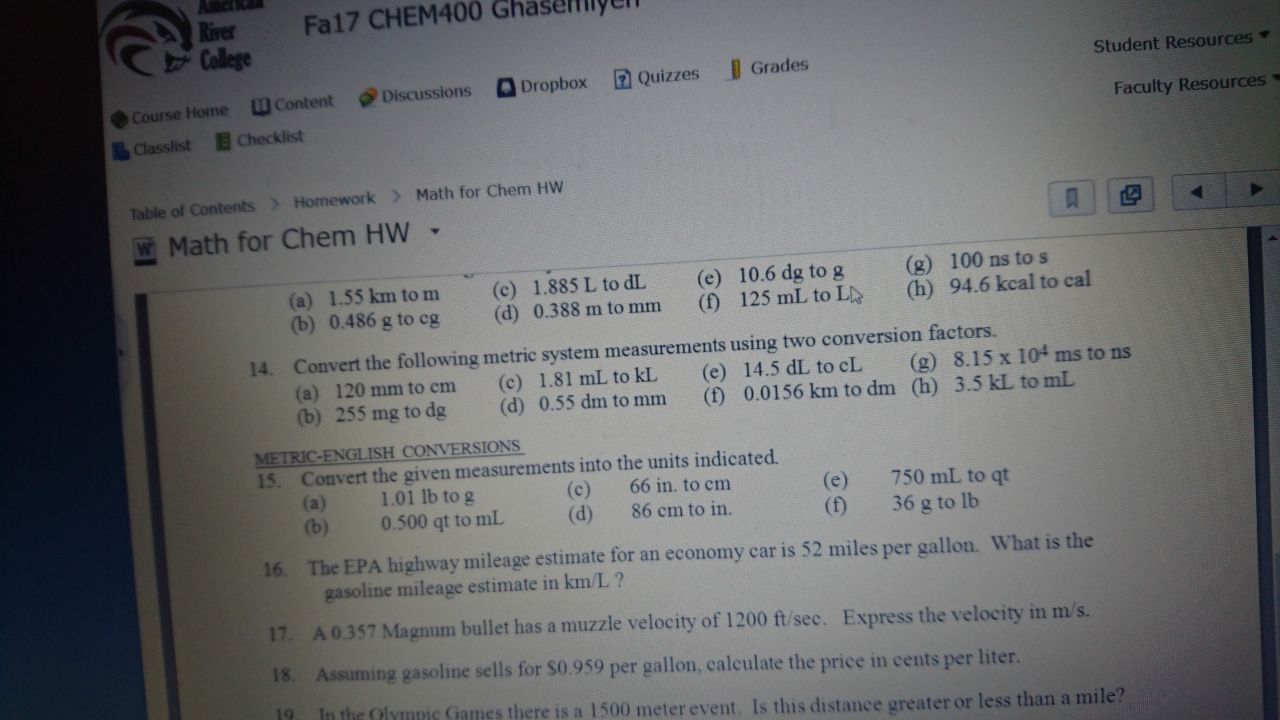 American
River
College
Fa17 CHEM400 Ghasemiyeh
Student Resources
Faculty Resources
Course Home Content Discussions Dropbox Quizzes Grades
Classlist Checklist
Table of Contents > Homework > Math for Chem HW
W Math for Chem HW
(a) 1.55 km to m (c) 1.885 L to dL (e) 10.6 dg to g (g) 100 ns to s
(b) 0.486 g to cg (d) 0.388 m to mm (f) 125 mL to L (h) 94.6 kcal to cal
14. Convert the following metric system measurements using two conversion factors.
(a) 120 mm to cm (c) 1.81 mL to kL (e) 14.5 dL to cL (g) 8.15 x 10⁴ ms to ns
(b) 255 mg to dg (d) 0.55 dm to mm (f) 0.0156 km to dm (h) 3.5 kL to mL
METRIC-ENGLISH CONVERSIONS
15. Convert the given measurements into the units indicated.
(a) 1.01 lb to g (c) 66 in. to cm (e) 750 mL to qt
(b) 0.500 qt to mL (d) 86 cm to in. (f) 36 g to lb
16. The EPA highway mileage estimate for an economy car is 52 miles per gallon. What is the
gasoline mileage estimate in km/L ?
17. A 0.357 Magnum bullet has a muzzle velocity of 1200 ft/sec. Express the velocity in m/s.
18. Assuming gasoline sells for $0.959 per gallon, calculate the price in cents per liter.
19. In the Olympic Games there is a 1500 meter event. Is this distance greater or less than a mile?